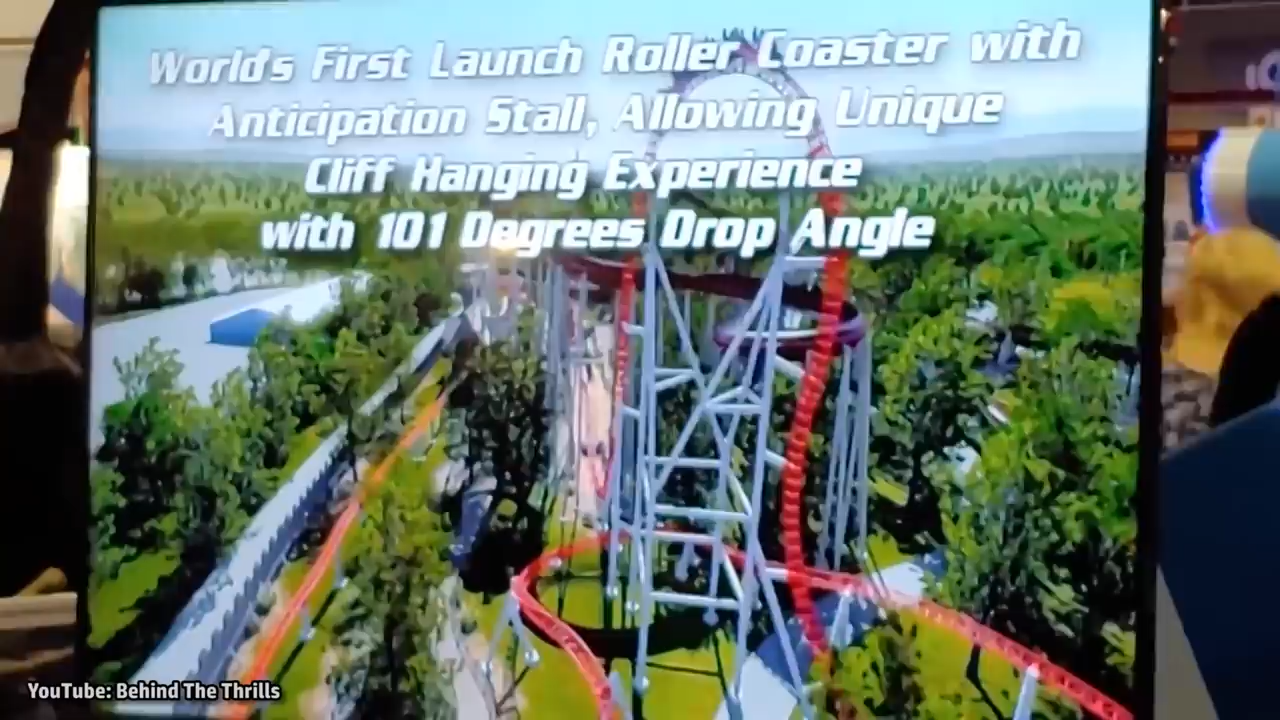 World's First Launch Roller Coaster with
Anticipation Stall, Allowing Unique
Cliff Hanging Experience
with 101 Degrees Drop Angle
YouTube: Behind The Thrills